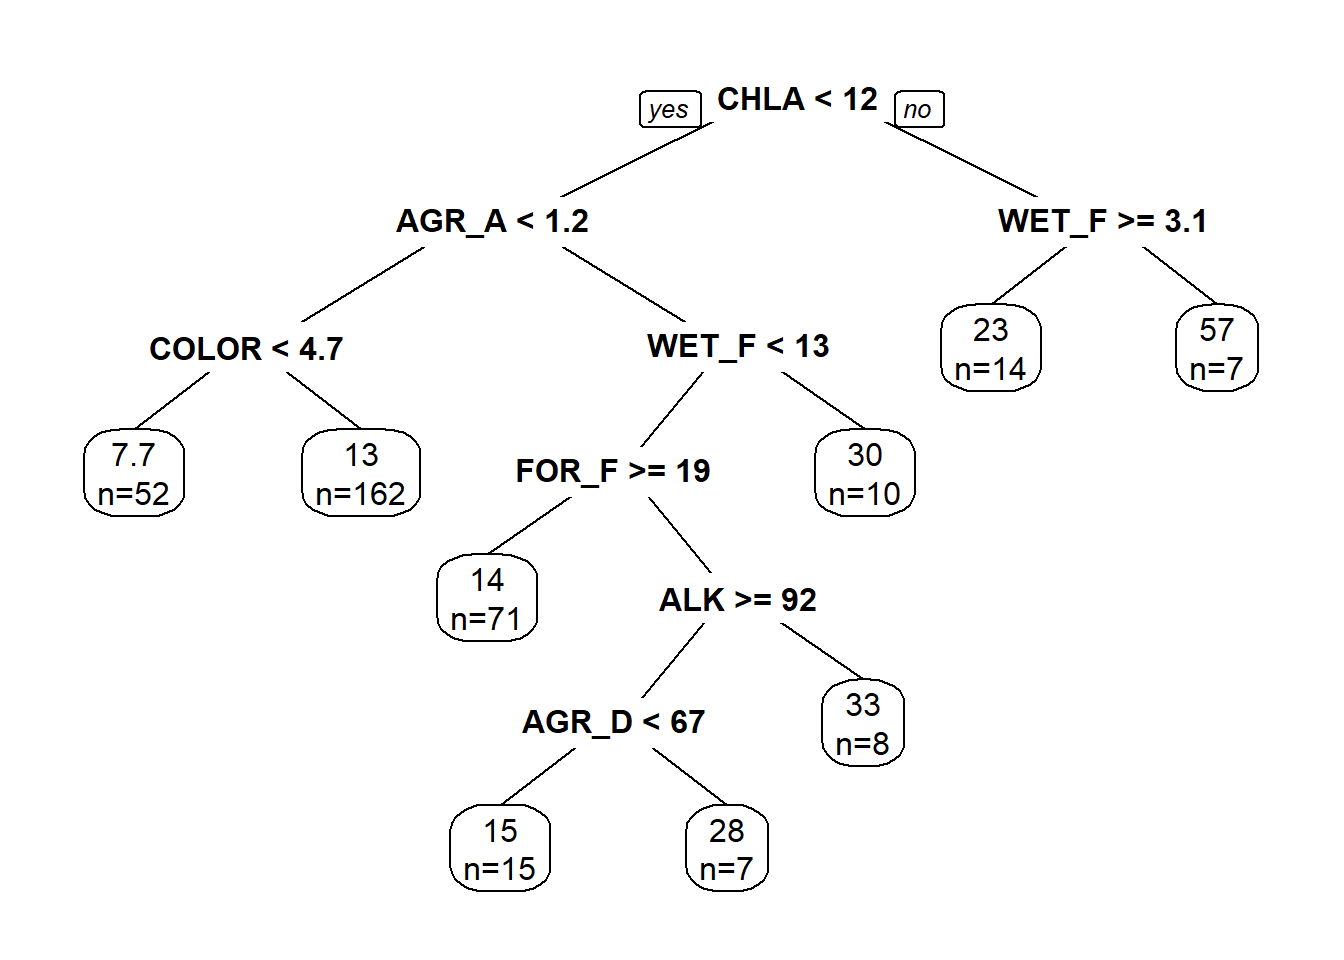 yes
CHLA < 12
no
AGR_A < 1.2
WET_F >= 3.1
COLOR < 4.7
WET_F < 13
23
n=14
57
n=7
7.7
n=52
13
n=162
FOR_F >= 19
30
n=10
14
n=71
ALK >= 92
AGR_D < 67
33
n=8
15
n=15
28
n=7